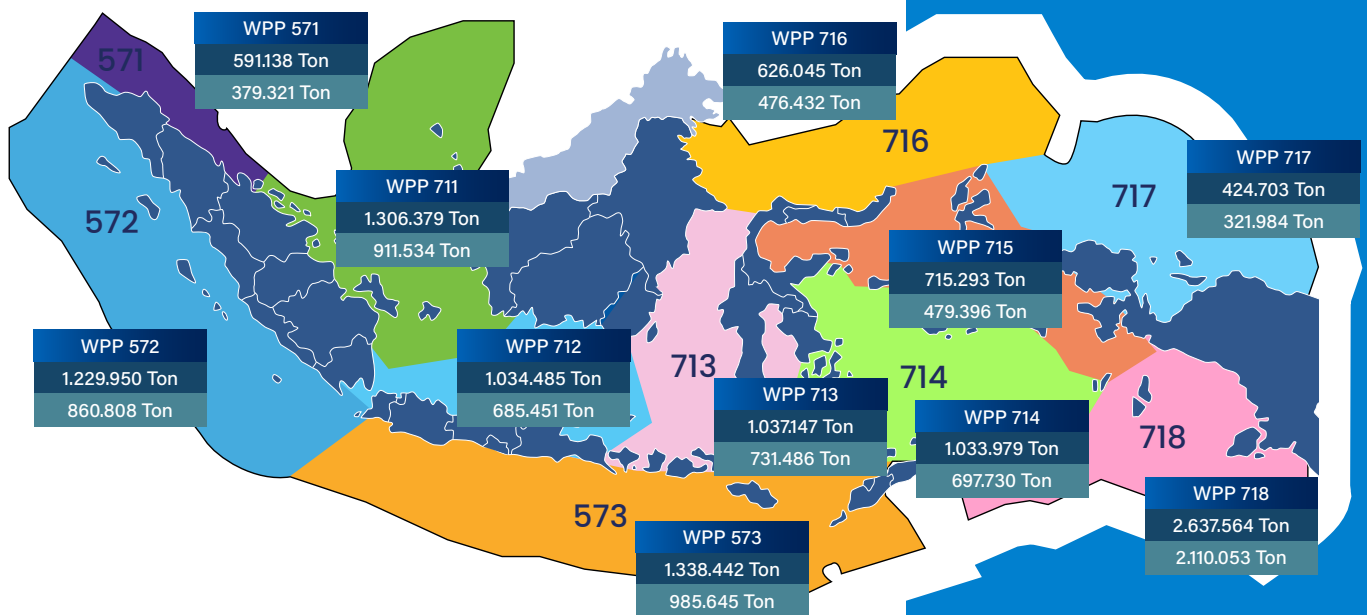 571
WPP 571
591.138 Ton
379.321 Ton
WPP 716
626.045 Ton
476.432 Ton
716
WPP 717
424.703 Ton
321.984 Ton
717
572
WPP 711
1.306.379 Ton
911.534 Ton
WPP 715
715.293 Ton
479.396 Ton
WPP 572
1.229.950 Ton
860.808 Ton
WPP 712
1.034.485 Ton
685.451 Ton
713
714
WPP 713
1.037.147 Ton
731.486 Ton
WPP 714
1.033.979 Ton
697.730 Ton
718
WPP 718
2.637.564 Ton
2.110.053 Ton
573
WPP 573
1.338.442 Ton
985.645 Ton